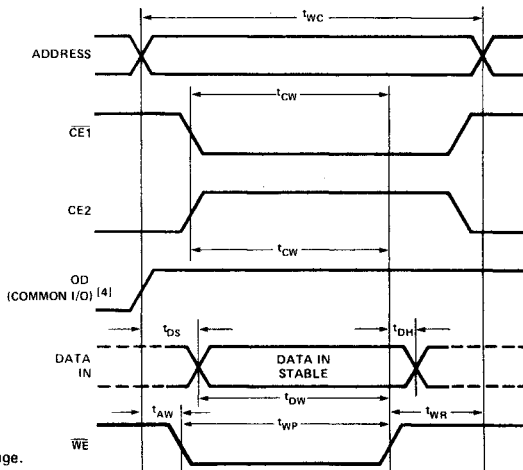 tWC
ADDRESS
tCW
CE1
CE2
tCW
OD
(COMMON I/O) [4]
tDS
tDH
DATA
IN
DATA IN
STABLE
tDW
tAW
tWP
tWR
WE
ge.